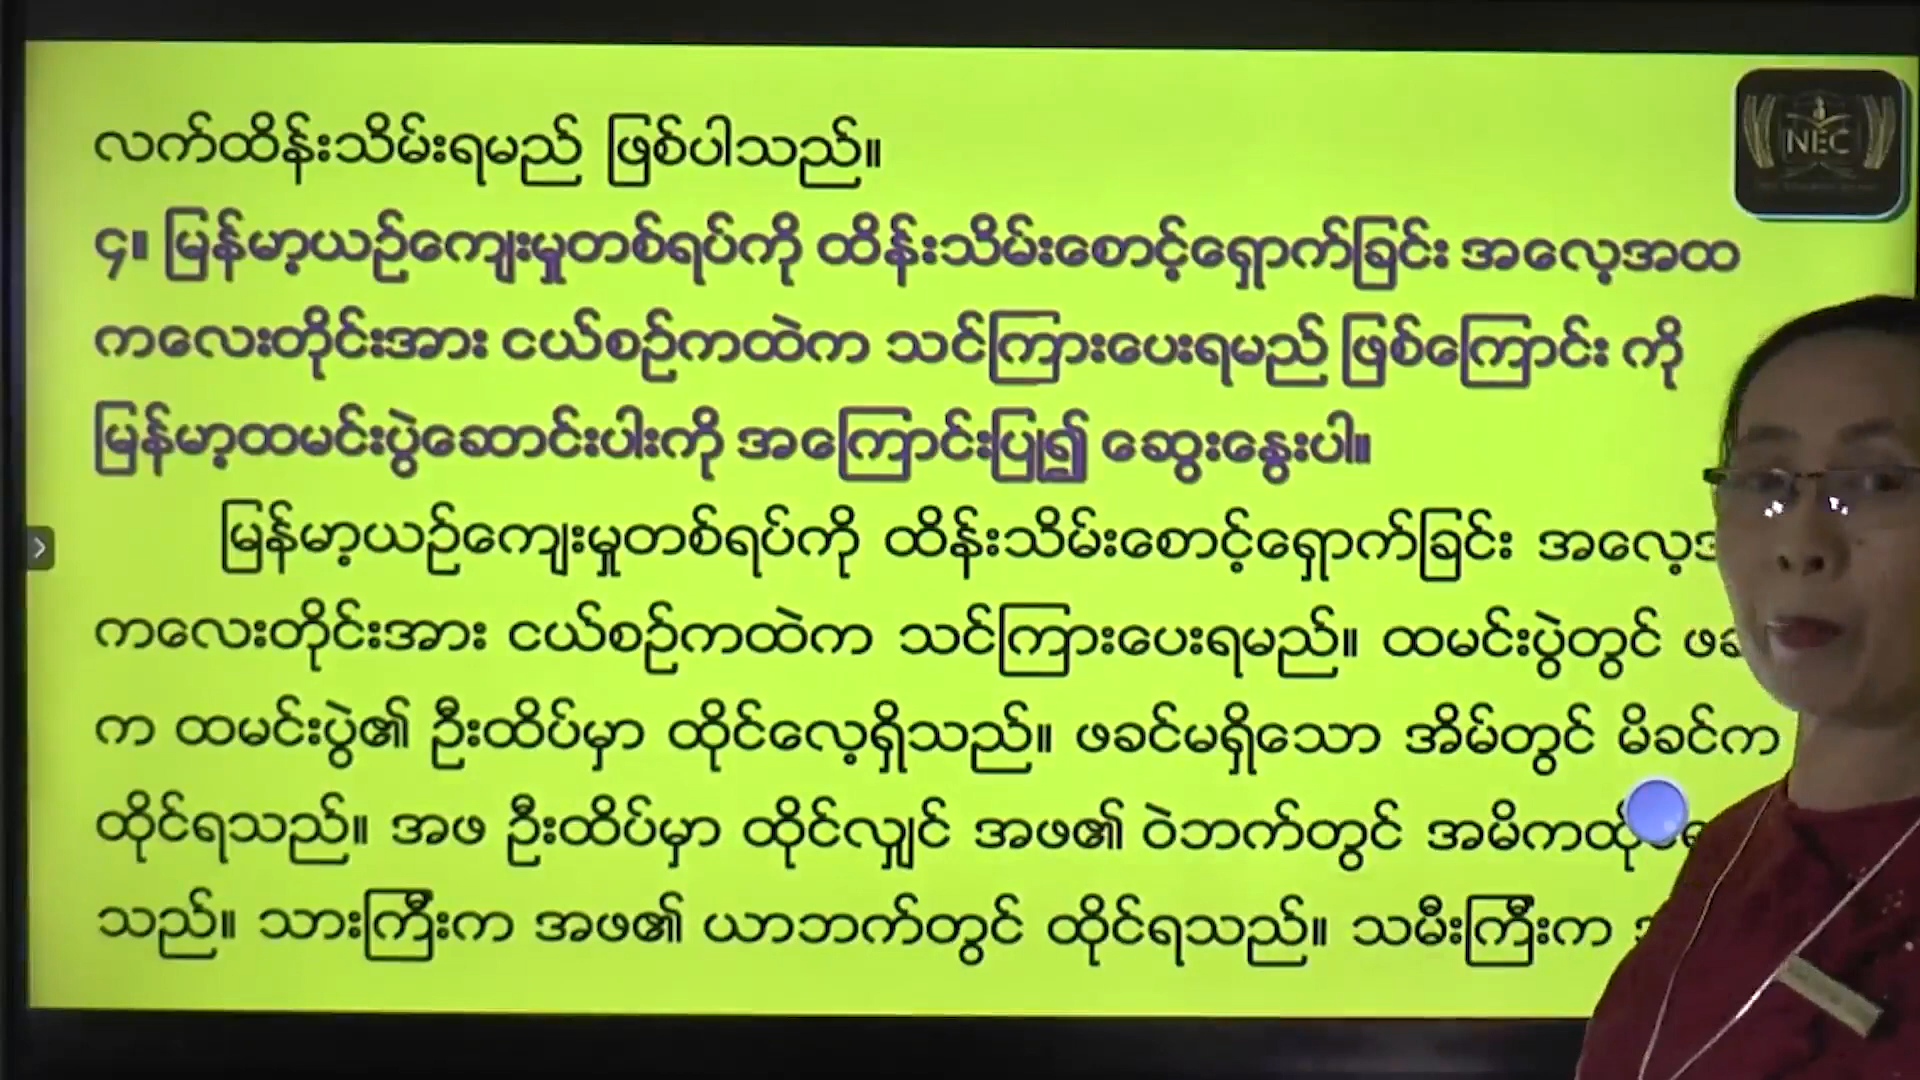 လက်ထိန်းသိမ်းရမည် ဖြစ်ပါသည်။
NEC
၄။ မြန်မာ့ယဉ်ကျေးမှုတစ်ရပ်ကို ထိန်းသိမ်းစောင့်ရှောက်ခြင်း အလေ့အထ
ကလေးတိုင်းအား ငယ်စဉ်ကထဲက သင်ကြားပေးရမည် ဖြစ်ကြောင်း ကို
မြန်မာ့ထမင်းပွဲဆောင်းပါးကို အကြောင်းပြု၍ ဆွေးနွေးပါ။
မြန်မာ့ယဉ်ကျေးမှုတစ်ရပ်ကို ထိန်းသိမ်းစောင့်ရှောက်ခြင်း
ကလေးတိုင်းအား ငယ်စဉ်ကထဲက သင်ကြားပေးရမည်။ ထမင်းပွဲတွင်
က ထမင်းပွဲ၏ ဦးထိပ်မှာ ထိုင်လေ့ရှိသည်။ ဖခင်မရှိသော အိမ်တွင် မိခင်က
ထိုင်ရသည်။ အဖ ဦးထိပ်မှာ ထိုင်လျှင် အဖ၏ ဝဲဘက်တွင်
သည်။ သားကြီးက အဖ၏ ယာဘက်တွင် ထိုင်ရသည်။ သမီးကြီးက